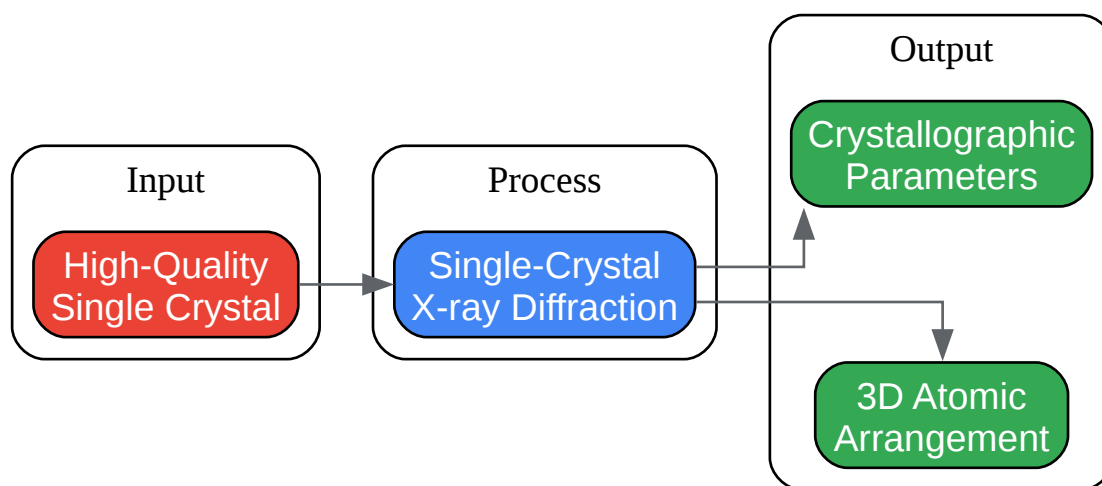 Input
High-Quality
Single Crystal
Process
Single-Crystal
X-ray Diffraction
Output
Crystallographic
Parameters
3D Atomic
Arrangement